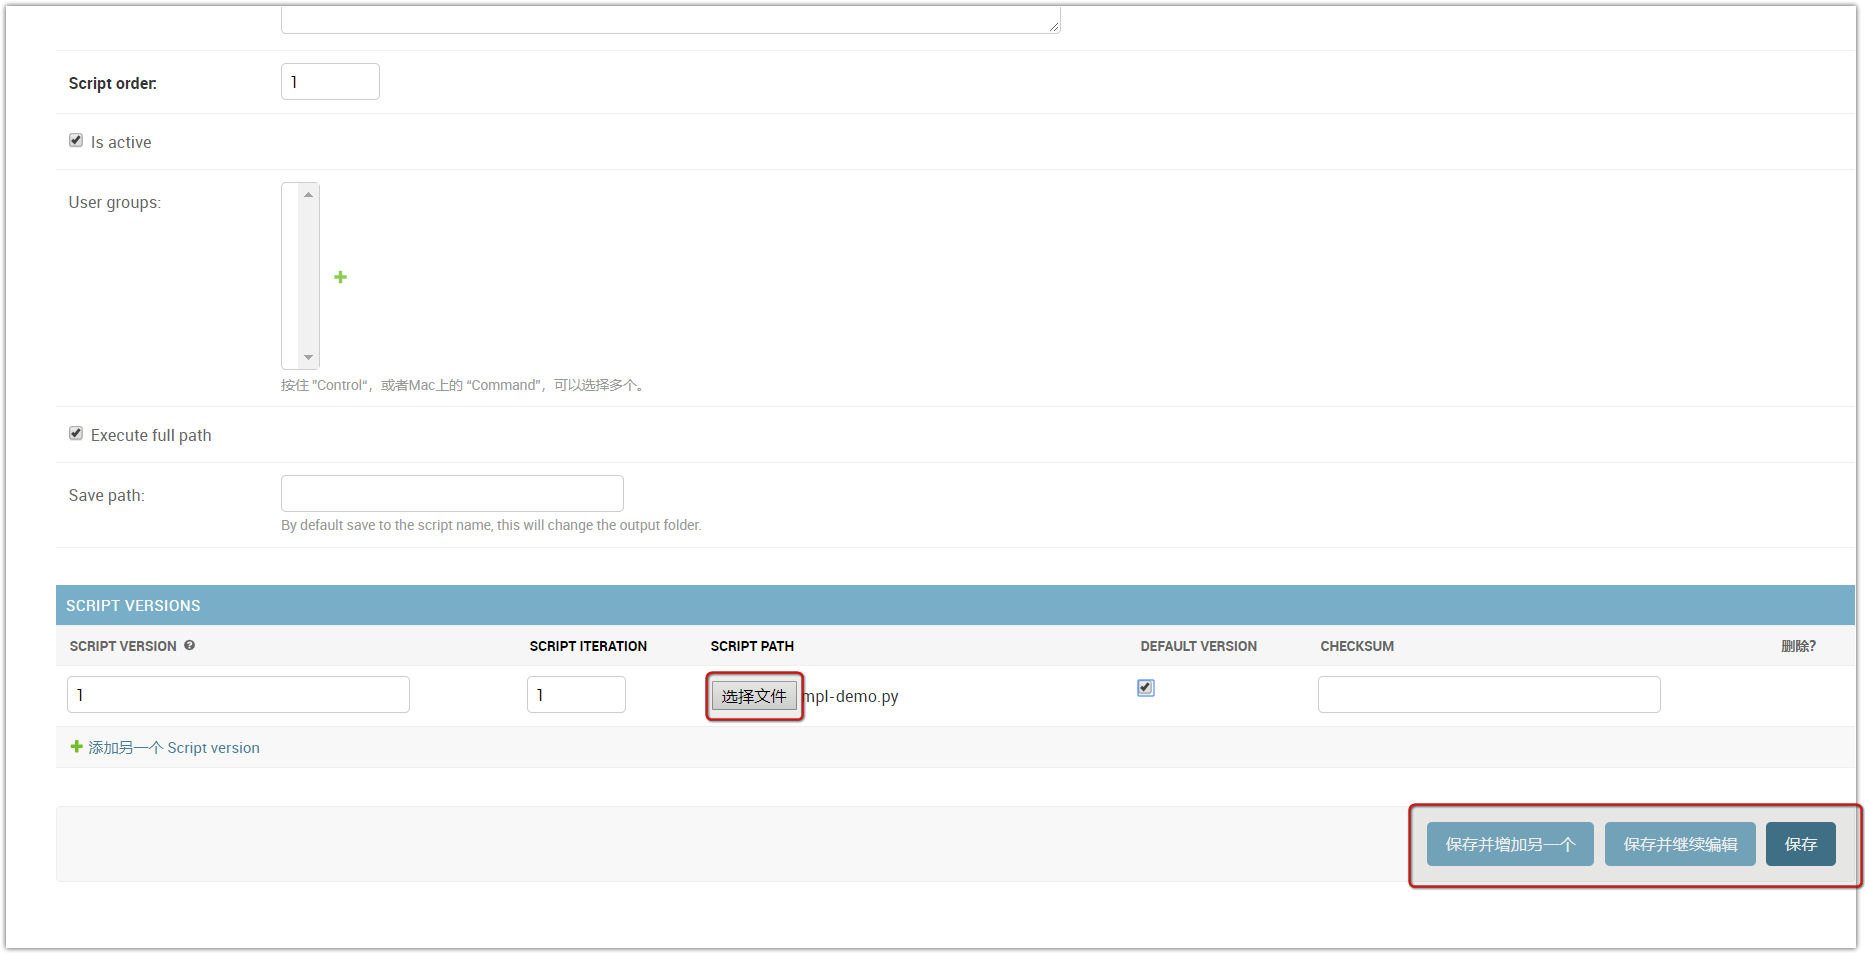 Script order:
1
Is active
User groups:
按住 "Control"，或者Mac上的 “Command”，可以选择多个。
Execute full path
Save path:
By default save to the script name, this will change the output folder.
SCRIPT VERSIONS
SCRIPT VERSION ? SCRIPT ITERATION SCRIPT PATH DEFAULT VERSION CHECKSUM 删除?
1 1 选择文件 mpl-demo.py
添加另一个 Script version
保存并增加另一个 保存并继续编辑 保存